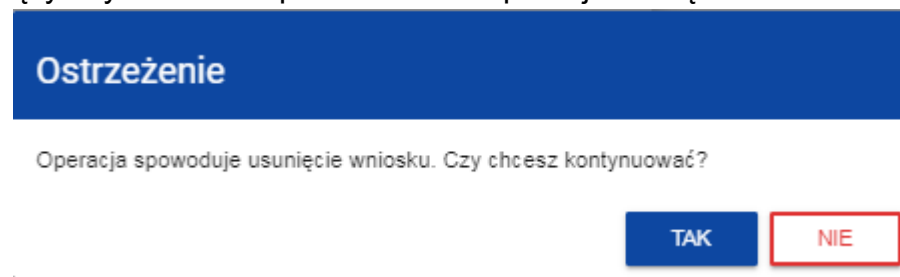 Ostrzeżenie
Operacja spowoduje usunięcie wniosku. Czy chcesz kontynuować?
TAK
NIE